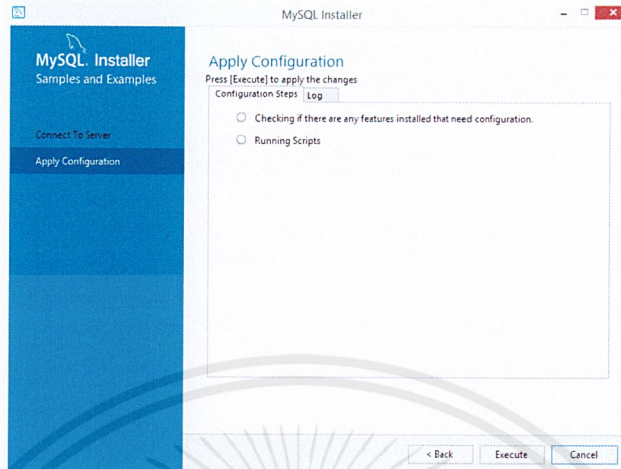 MySQL Installer
MySQL. Installer
Samples and Examples
Connect To Server
Apply Configuration
Apply Configuration
Press [Execute] to apply the changes
Configuration Steps
Log
Checking if there are any features installed that need configuration.
Running Scripts
< Back
Execute
Cancel